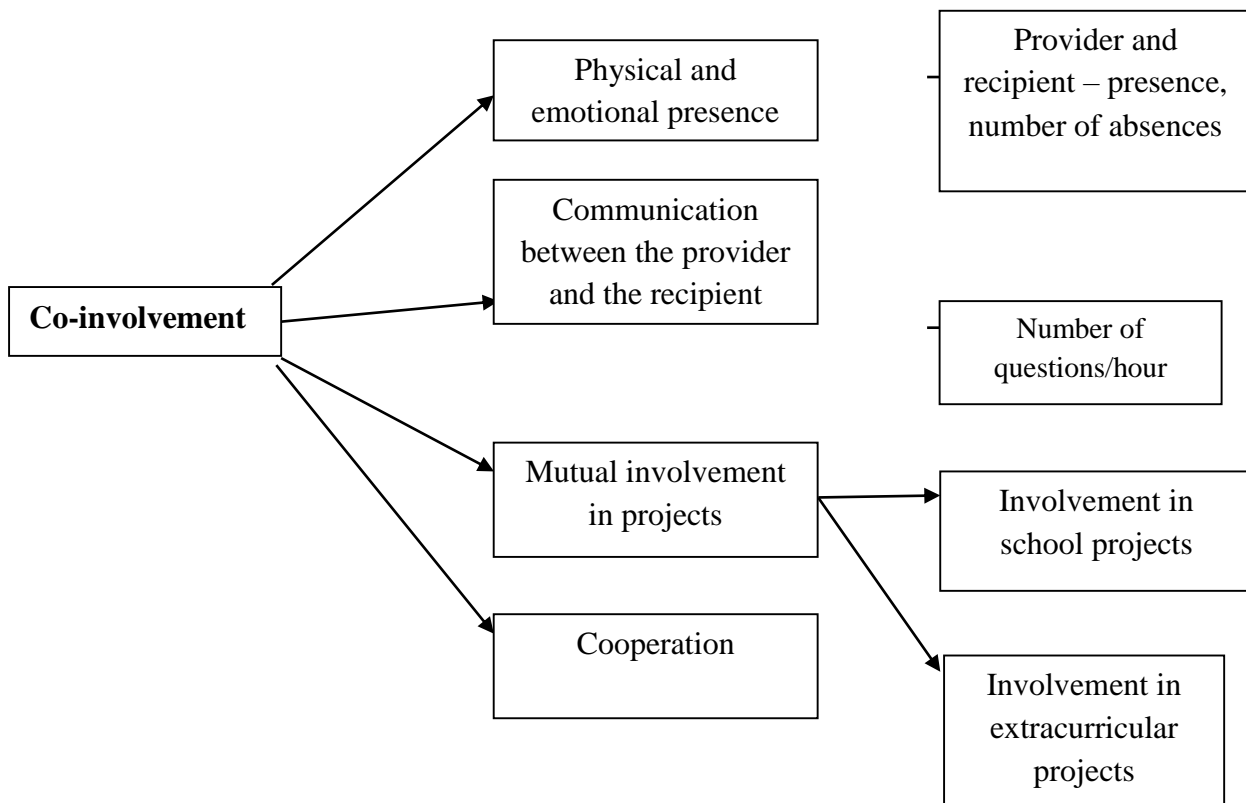 Physical and
emotional presence
Provider and
recipient – presence,
number of absences
Communication
between the provider
and the recipient
Co-involvement
Number of
questions/hour
Mutual involvement
in projects
Involvement in
school projects
Cooperation
Involvement in
extracurricular
projects